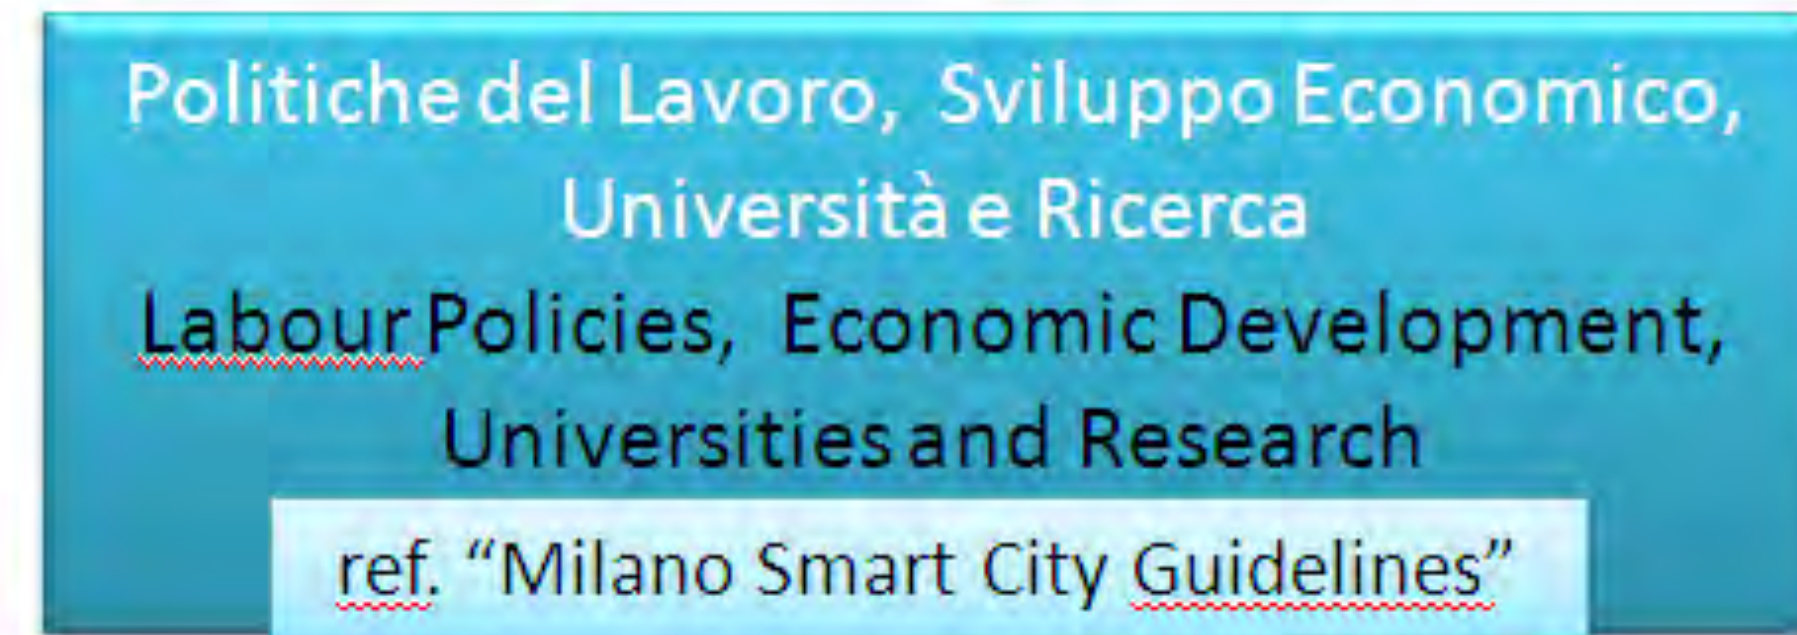 Politiche del Lavoro, Sviluppo Economico,
Università e Ricerca
Labour Policies, Economic Development,
Universities and Research
ref. “Milano Smart City Guidelines”